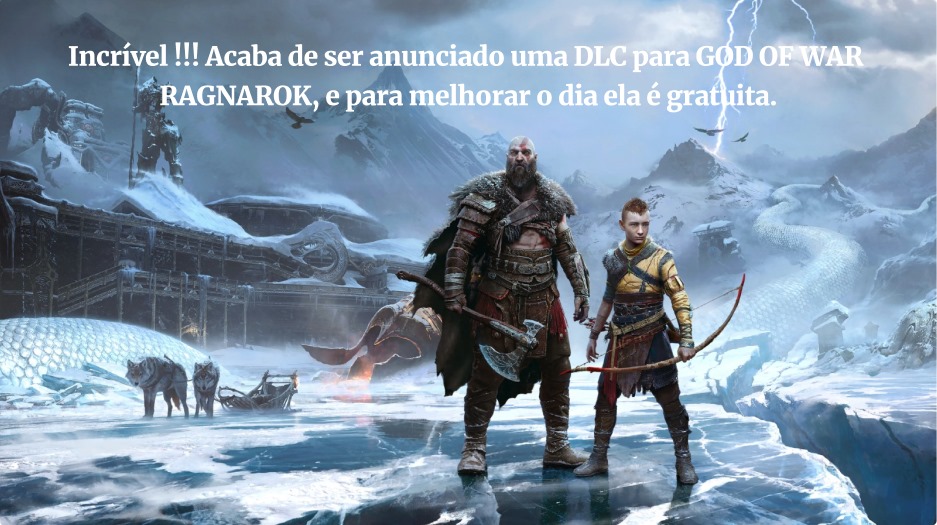 Incrível !!! Acaba de ser anunciado uma DLC para GOD OF WAR
RAGNAROK, e para melhorar o dia ela é gratuita.